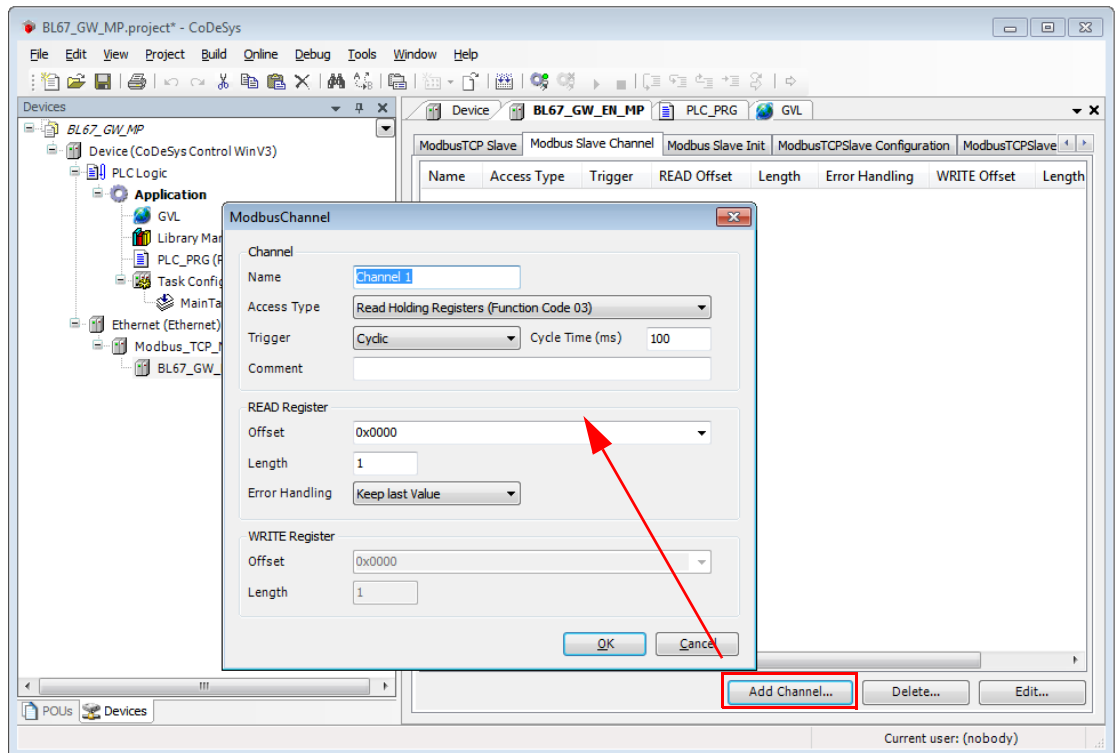 BL67_GW_MP.project* - CoDeSys
File Edit View Project Build Online Debug Tools Window Help
Devices
BL67_GW_MP
Device (CoDeSys Control Win V3)
PLC Logic
Application
GVL
Library Mar
PLC_PRG (F
Task Config
MainTa
Ethernet (Ethernet)
Modbus_TCP_
BL67_GW_
POUs Devices
Device BL67_GW_EN_MP PLC_PRG GVL
ModbusTCP Slave Modbus Slave Channel Modbus Slave Init ModbusTCPSlave Configuration ModbusTCPSlave
Name Access Type Trigger READ Offset Length Error Handling WRITE Offset Length
ModbusChannel
Channel
Name Channel 1
Access Type Read Holding Registers (Function Code 03)
Trigger Cyclic Cycle Time (ms) 100
Comment
READ Register
Offset 0x0000
Length 1
Error Handling Keep last Value
WRITE Register
Offset 0x0000
Length 1
OK Cancel
Add Channel... Delete... Edit...
Current user: (nobody)